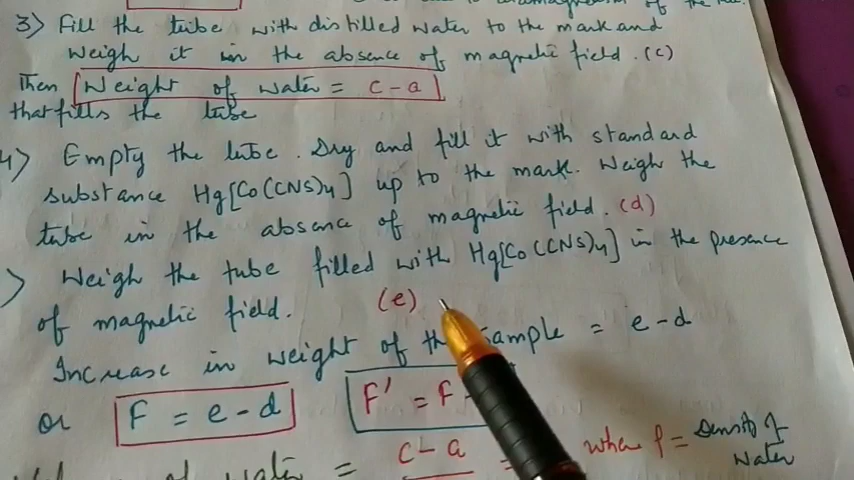 of the
3) Fill the tube with distilled water to the mark and
weigh it in the absence of magnetic field. (c)
Then Weight of water = c - a
that fills the tube
4) Empty the tube. Dry and fill it with standard
substance Hg[Co(CNS)4] up to the mark. Weigh the
tube in the absence of magnetic field. (d)
) Weigh the tube filled with Hg[Co(CNS)4] in the presence
of magnetic field. (e)
Increase in weight of the sample = e - d
or F = e - d F' = F -
of water = c - a = where ρ = Density of
water